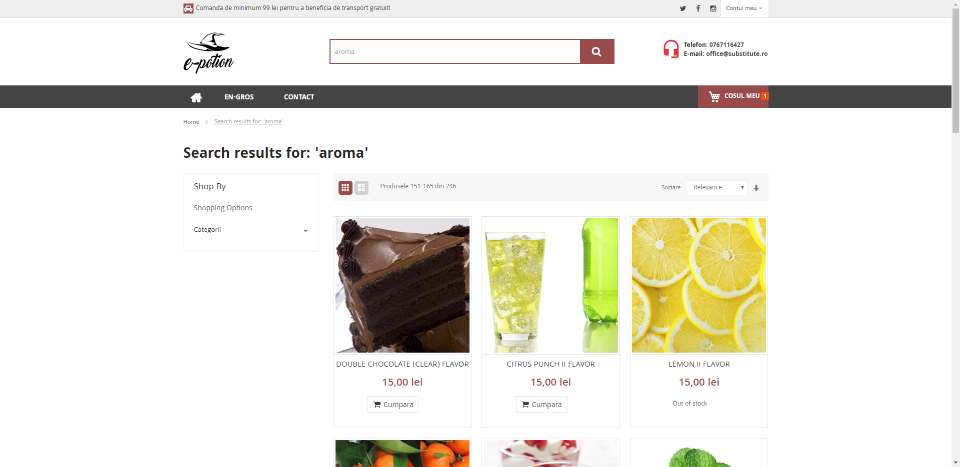 Comanda de minimum 99 lei pentru a beneficia de transport gratuit!
Contul meu
e-potion
aroma
Telefon: 0767116427
E-mail: office@substitute.ro
EN-GROS
CONTACT
COSUL MEU 1
Home > Search results for: 'aroma'
Search results for: 'aroma'
Shop By
Shopping Options
Categorii
Produsele 151-165 din 246
Sortare
Relevance
DOUBLE CHOCOLATE (CLEAR) FLAVOR
15,00 lei
Cumpara
CITRUS PUNCH II FLAVOR
15,00 lei
Cumpara
LEMON II FLAVOR
15,00 lei
Out of stock